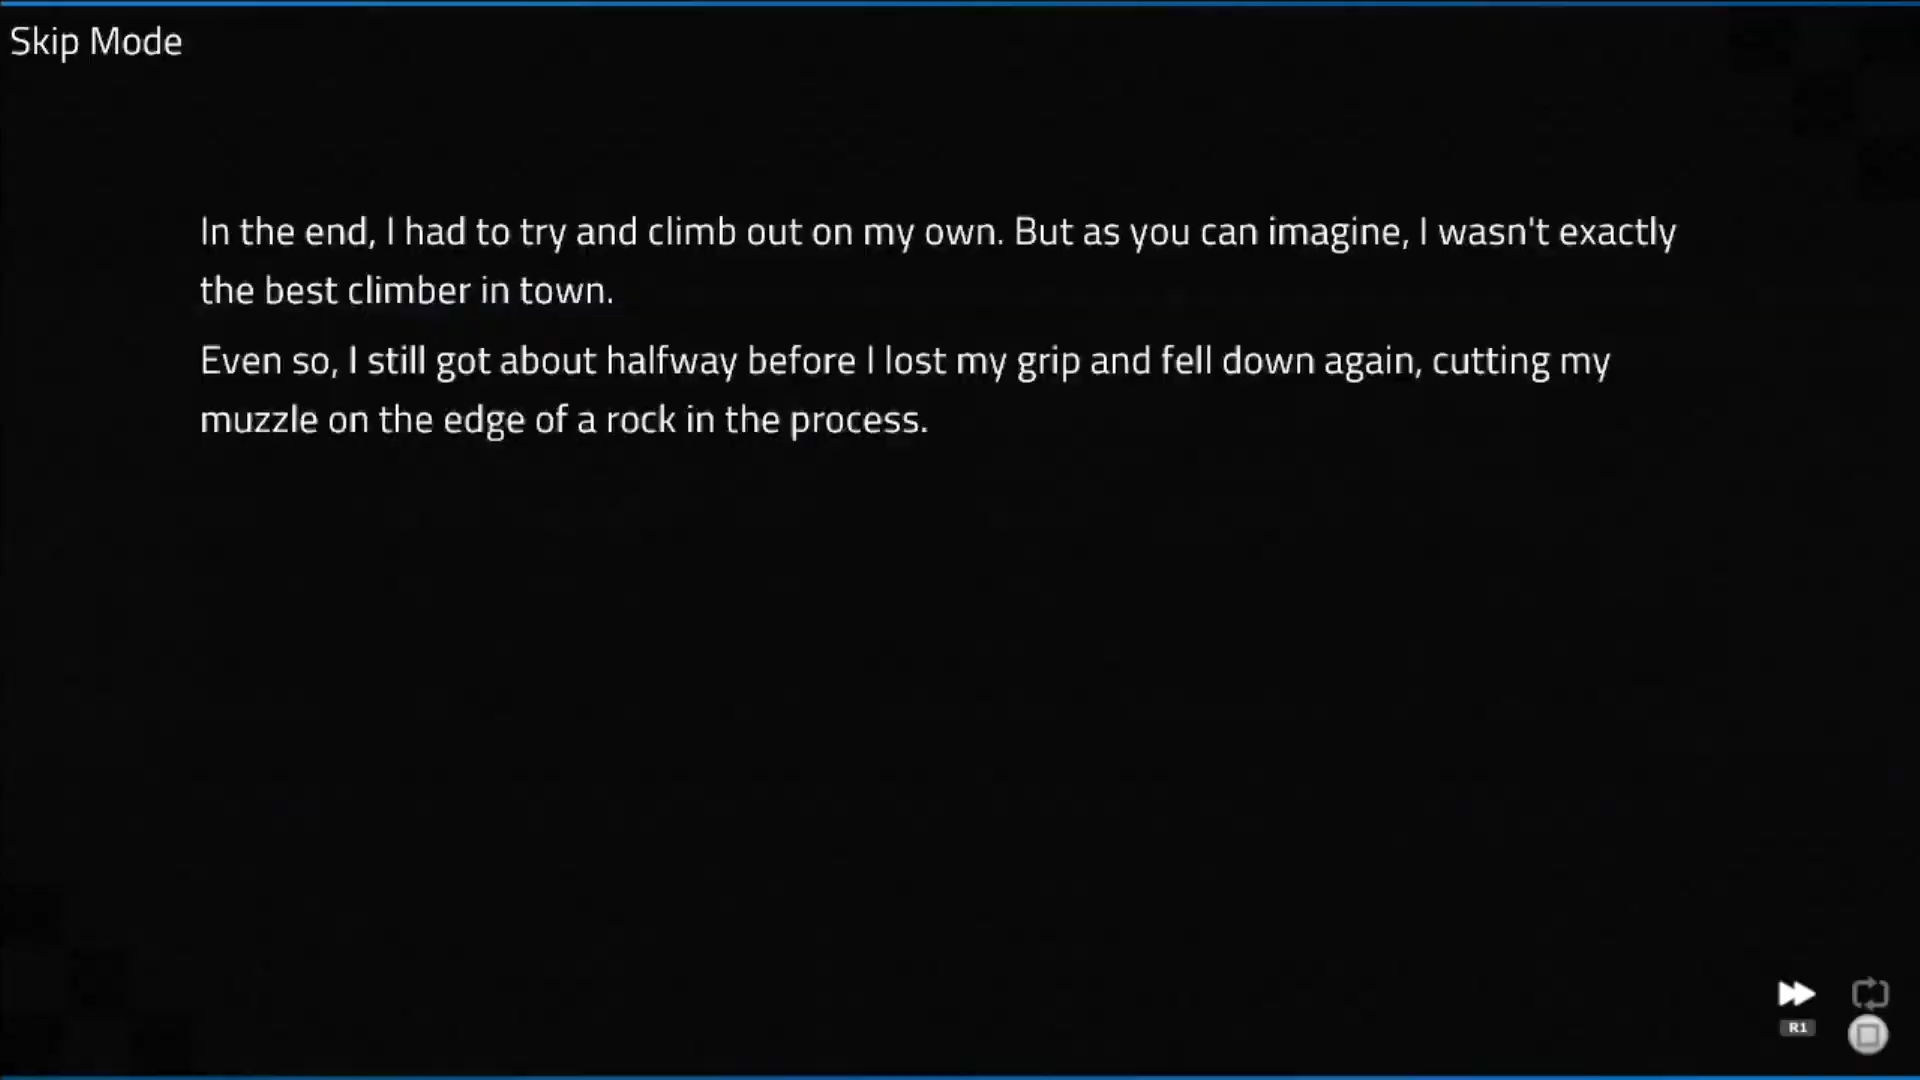 Skip Mode
In the end, I had to try and climb out on my own. But as you can imagine, I wasn't exactly
the best climber in town.
Even so, I still got about halfway before I lost my grip and fell down again, cutting my
muzzle on the edge of a rock in the process.
R1